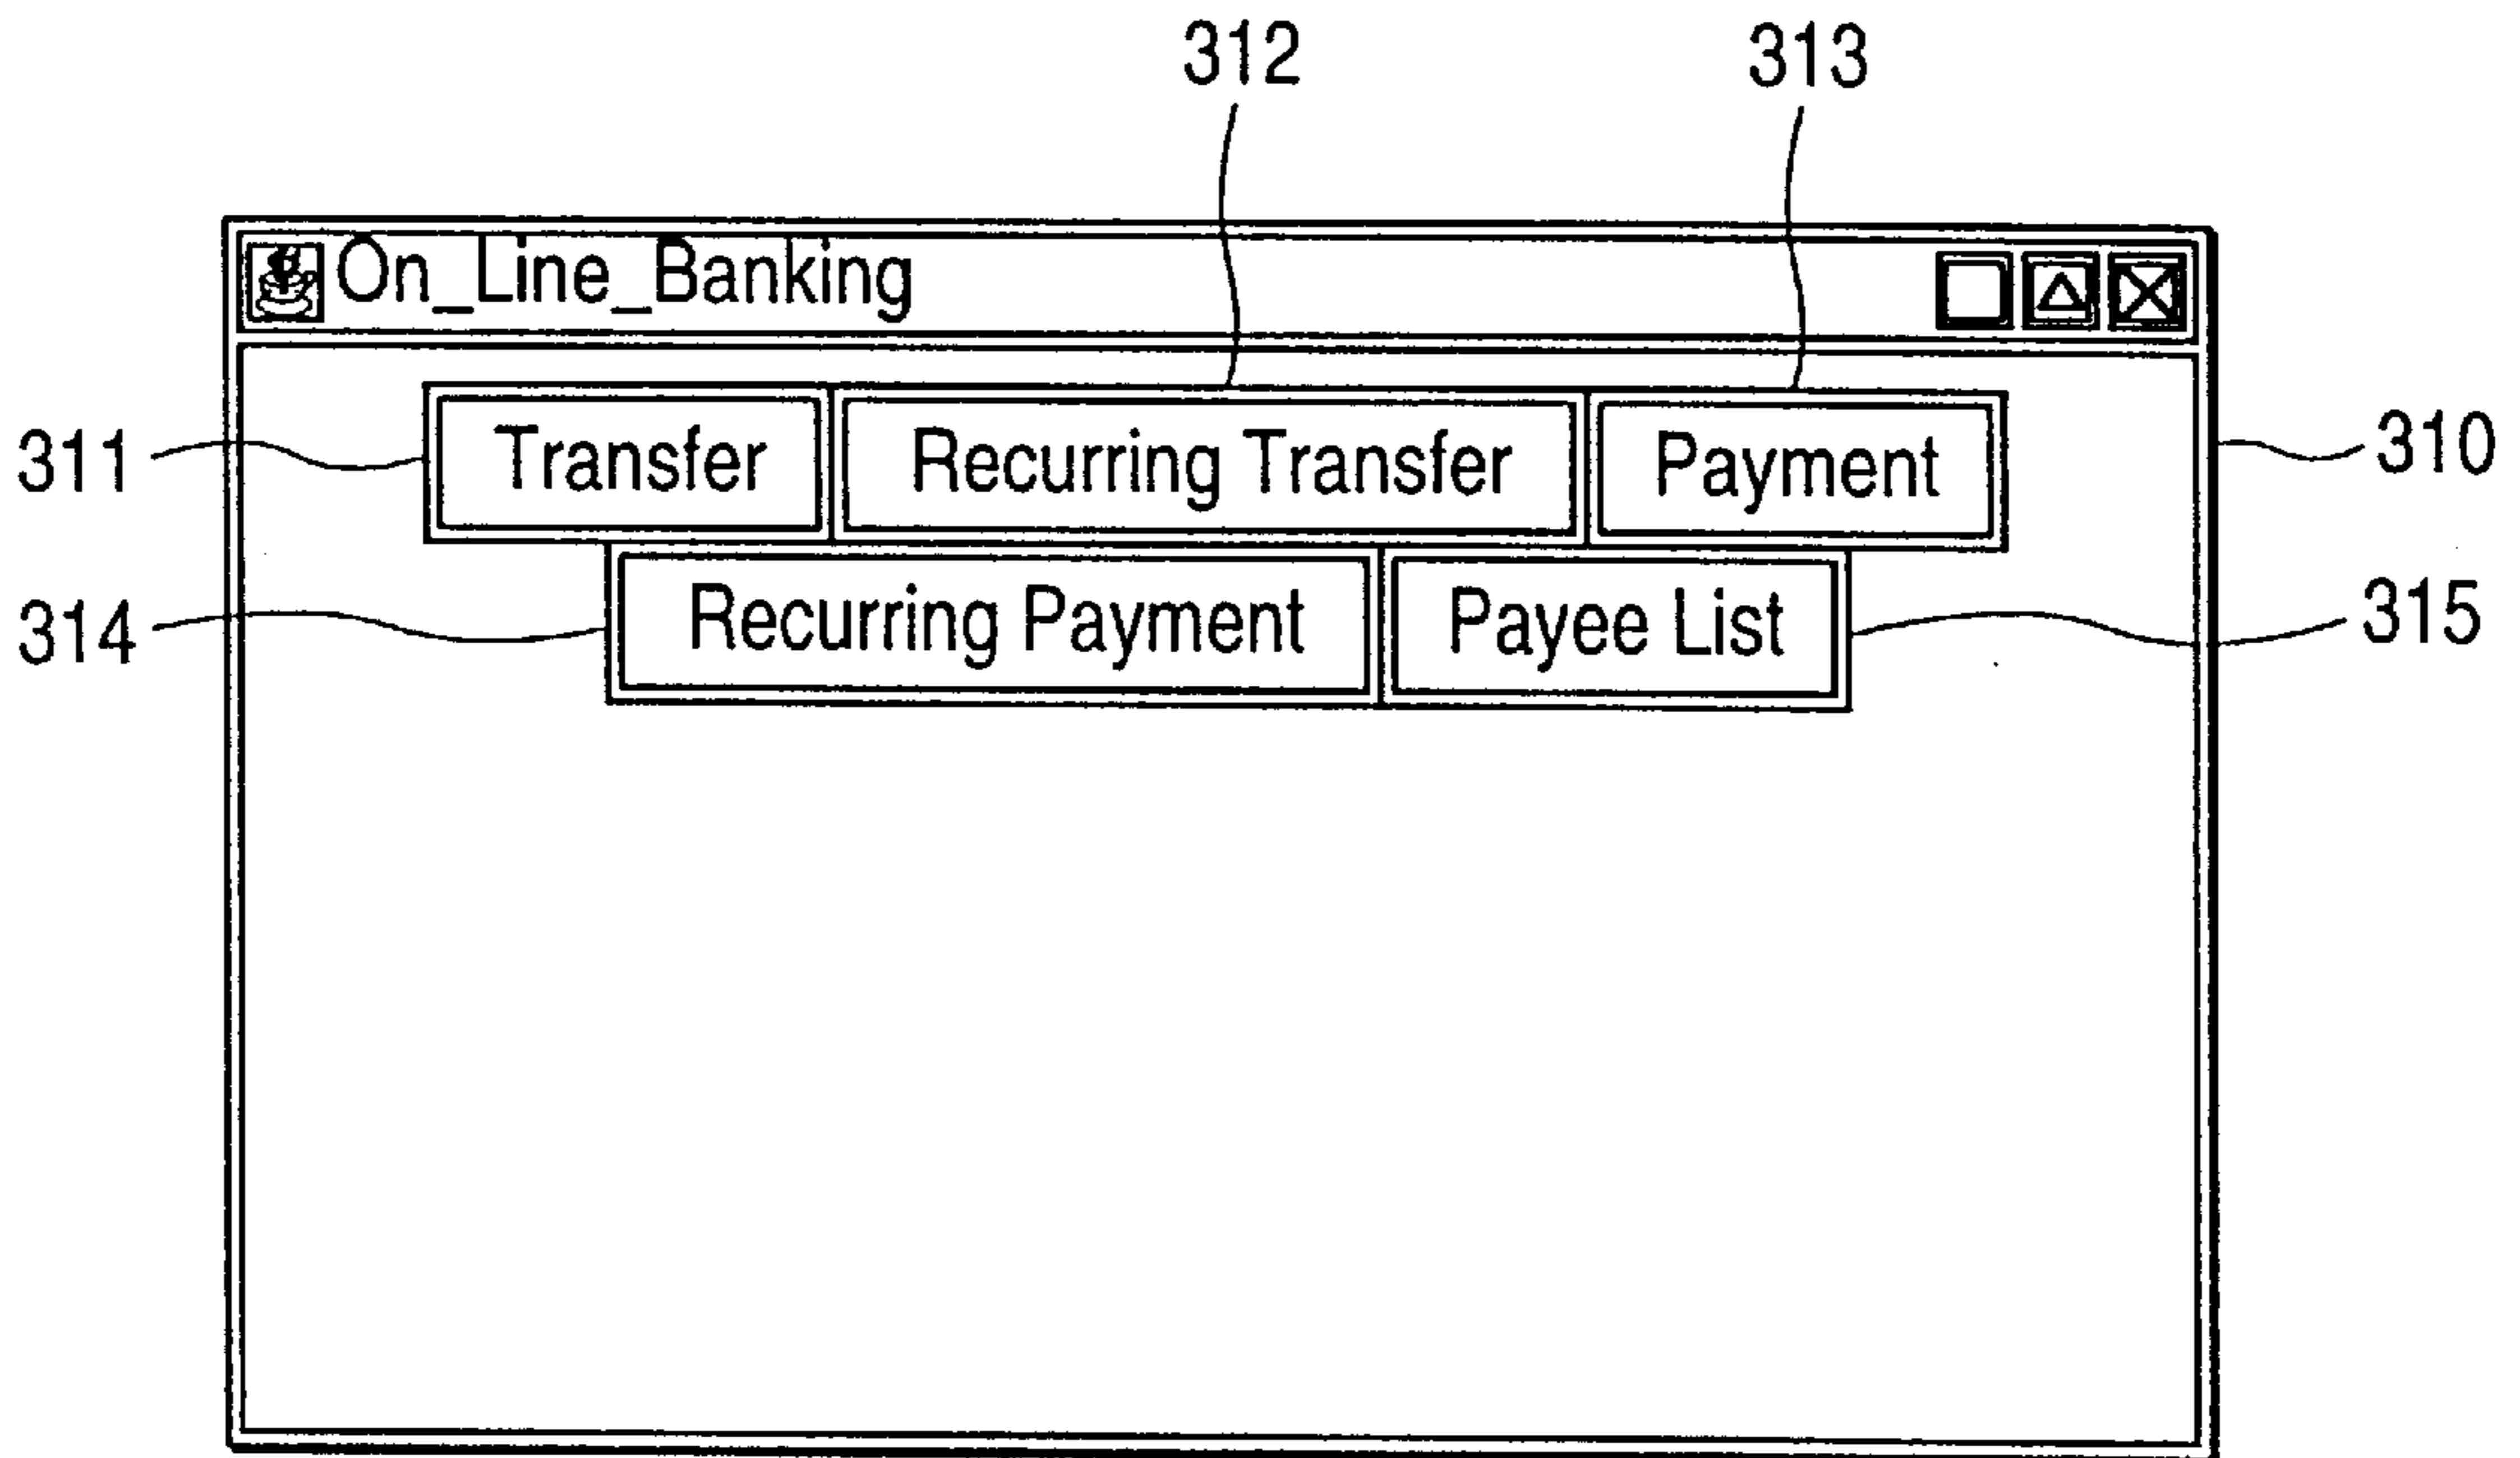 312 313
On_Line_Banking
311 Transfer Recurring Transfer Payment 310
314 Recurring Payment Payee List 315